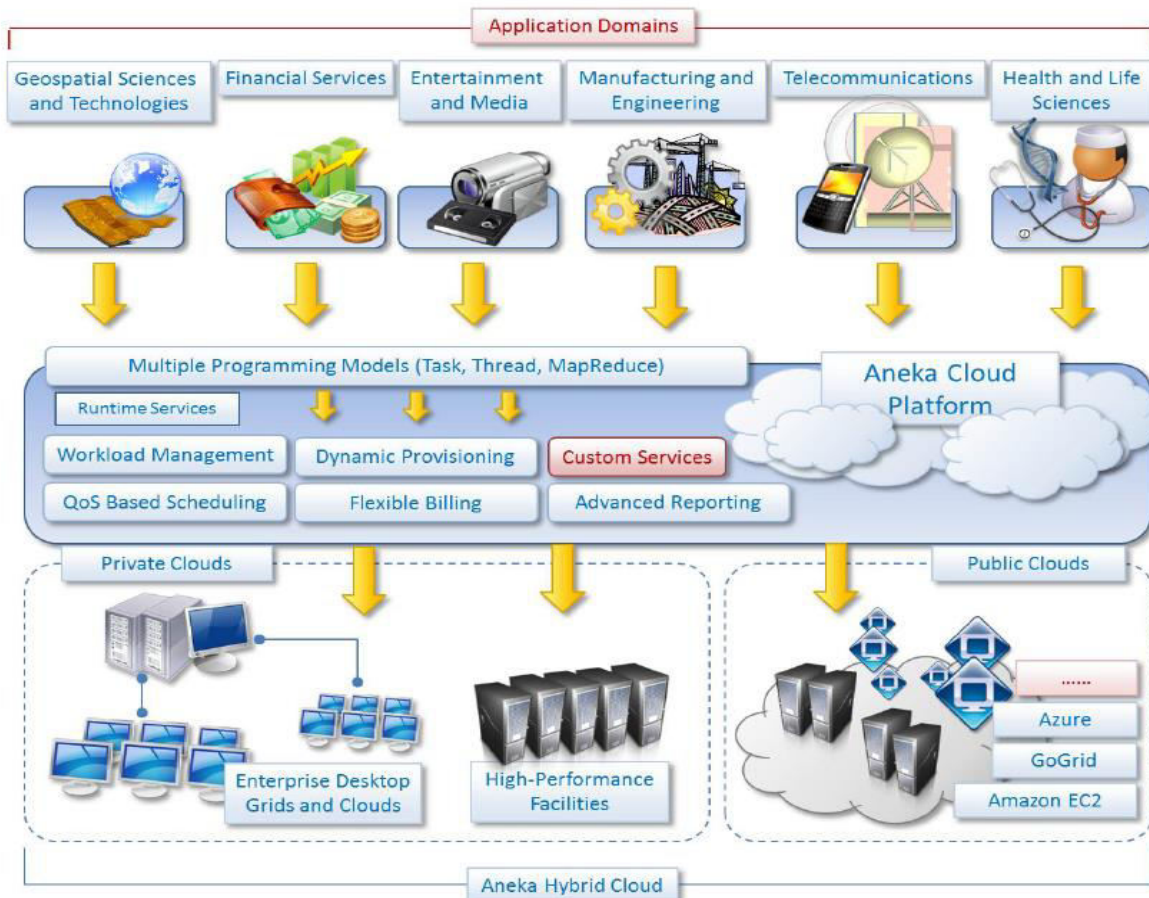 Application Domains
Geospatial Sciences
and Technologies
Financial Services
Entertainment
and Media
Manufacturing and
Engineering
Telecommunications
Health and Life
Sciences
Multiple Programming Models (Task, Thread, MapReduce)
Aneka Cloud
Platform
Runtime Services
Workload Management
Dynamic Provisioning
Custom Services
QoS Based Scheduling
Flexible Billing
Advanced Reporting
Private Clouds
Public Clouds
Enterprise Desktop
Grids and Clouds
High-Performance
Facilities
......
Azure
GoGrid
Amazon EC2
Aneka Hybrid Cloud